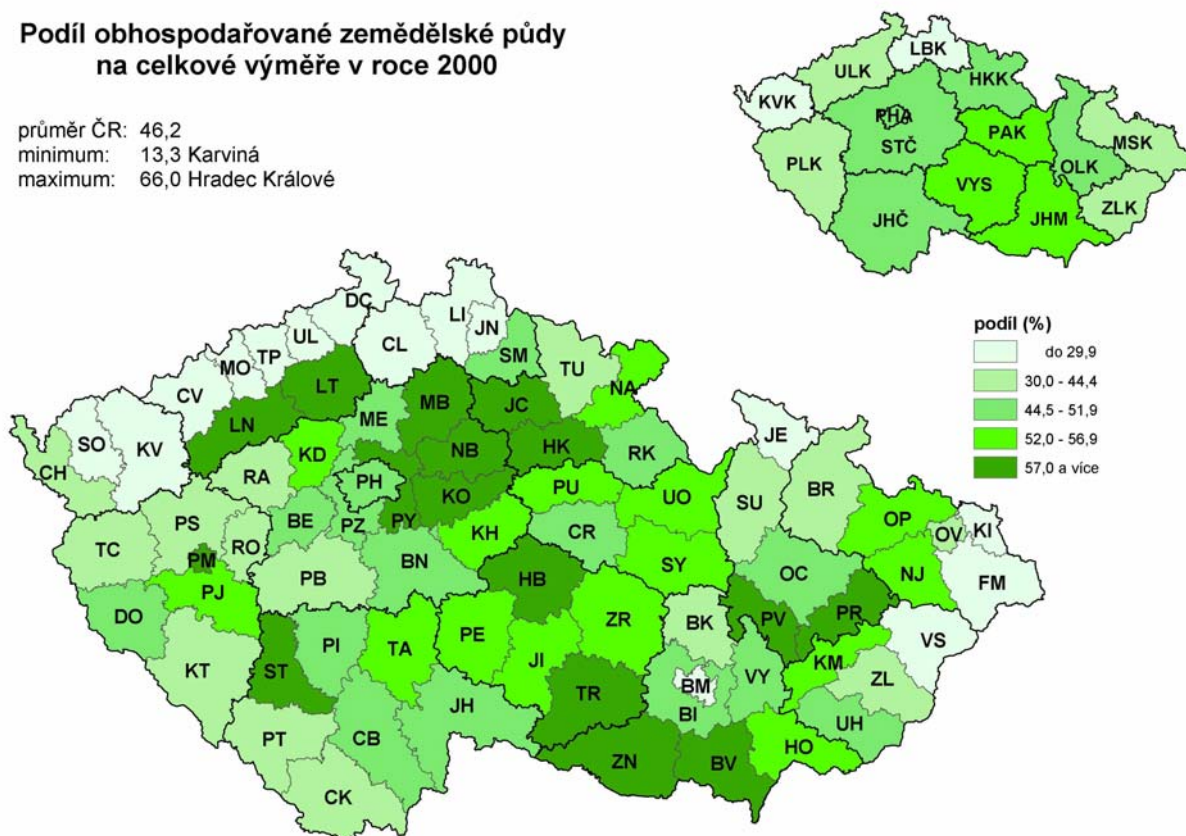 Podíl obhospodařované zemědělské půdy
na celkové výměře v roce 2000
průměr ČR: 46,2
minimum: 13,3 Karviná
maximum: 66,0 Hradec Králové
LBK
ULK
HKK
KVK
PHA
PAK
STČ
MSK
PLK
OLK
VYS
ZLK
JHČ
JHM
podíl (%)
do 29,9
30,0 - 44,4
44,5 - 51,9
52,0 - 56,9
57,0 a více
DC
LI
JN
UL
CL
TP
SM
MO
TU
CV
LT
NA
MB
JC
ME
LN
SO
KV
NB
HK
JE
KD
RK
CH
RA
PH
KO
PU
UO
SU
BR
PS
BE
PZ
PY
OP
KI
TC
RO
KH
CR
OV
PM
BN
SY
OC
NJ
FM
PB
HB
PJ
DO
PV
PR
PI
TA
PE
ZR
BK
VS
KT
ST
JI
KM
VY
ZL
TR
BM
JH
BI
UH
PT
CB
HO
ZN
BV
CK